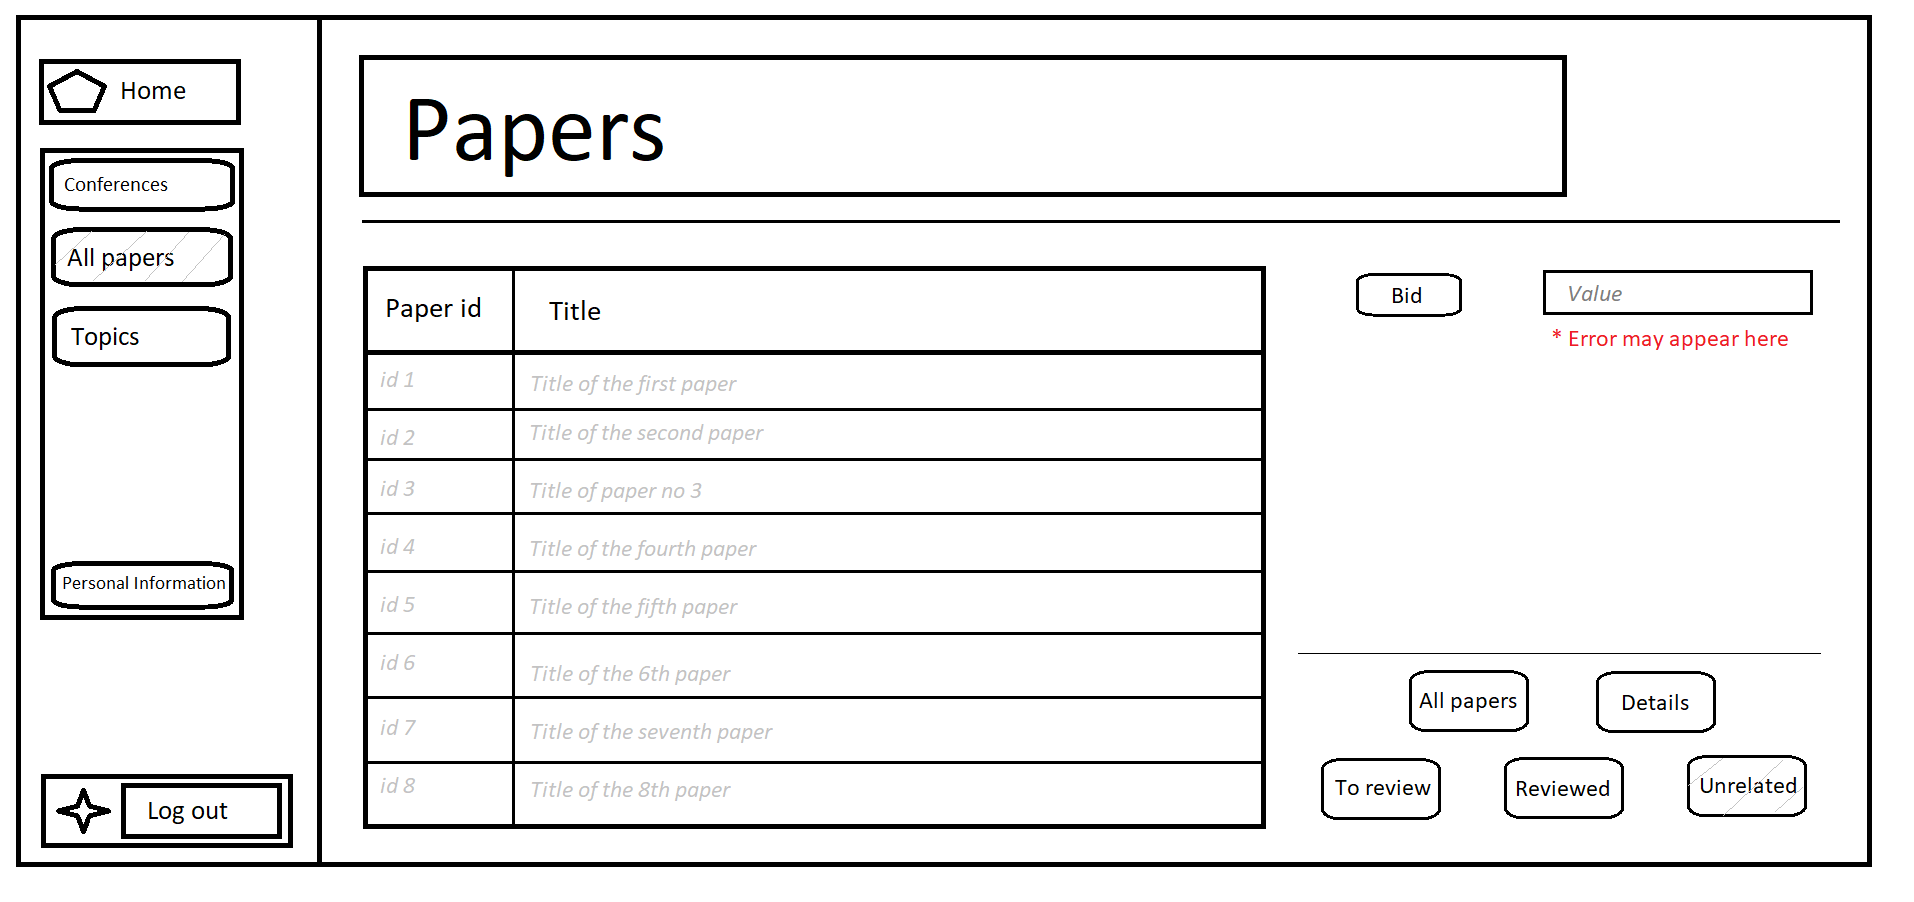 Home
Conferences
All papers
Topics
Personal Information
Log out
Papers
Paper id Title
id 1 Title of the first paper
id 2 Title of the second paper
id 3 Title of paper no 3
id 4 Title of the fourth paper
id 5 Title of the fifth paper
id 6 Title of the 6th paper
id 7 Title of the seventh paper
id 8 Title of the 8th paper
Bid Value
* Error may appear here
All papers Details
To review Reviewed Unrelated